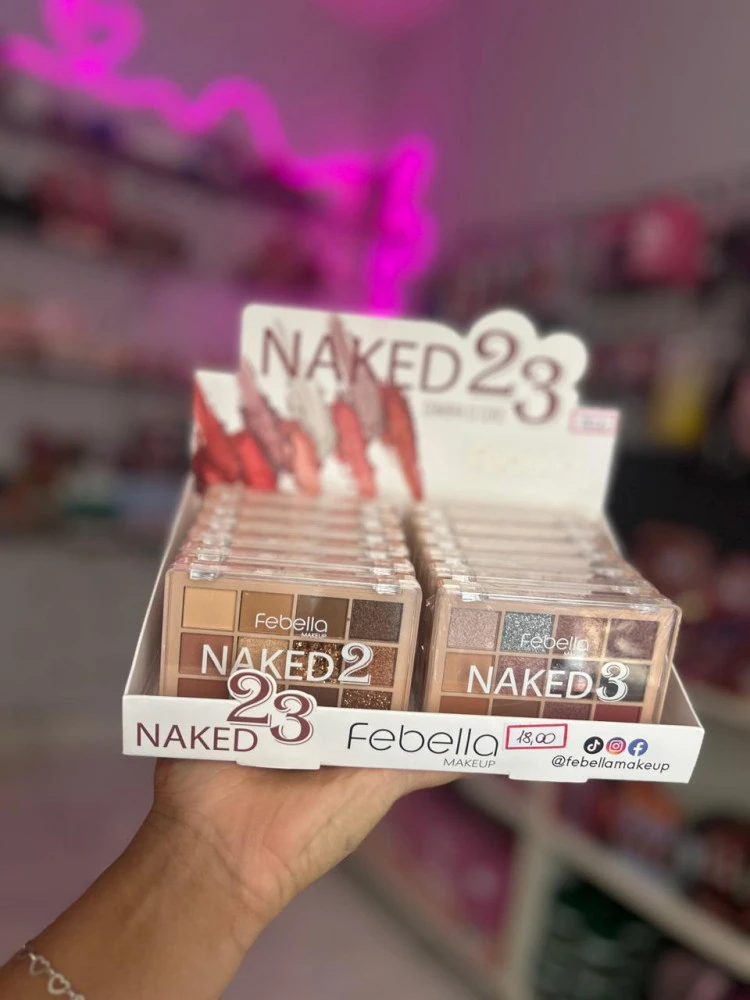 NAKED 23
Febella
MAKEUP
NAKED 2
Febella
MAKEUP
NAKED 3
NAKED 23
Febella
MAKEUP
18,00
@febellamakeup